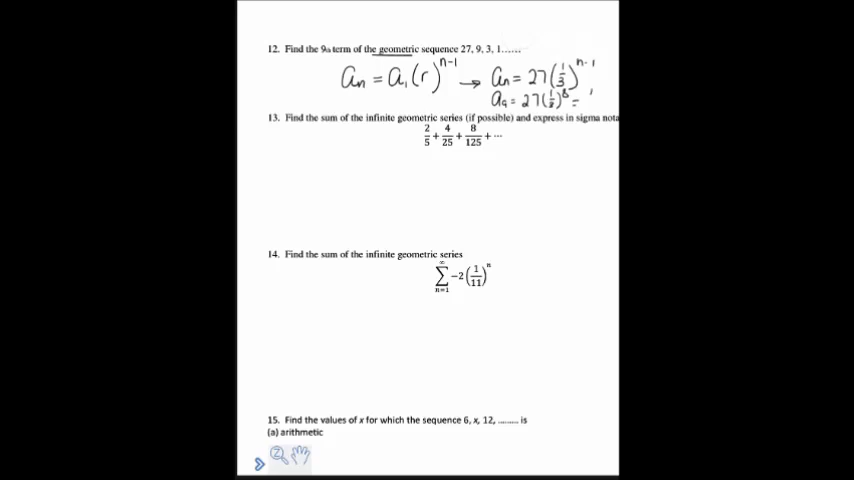 12. Find the 9th term of the geometric sequence 27, 9, 3, 1……
aₙ = a₁(r)ⁿ⁻¹ → aₙ = 27(1/3)ⁿ⁻¹
a₉ = 27(1/3)⁸ =
13. Find the sum of the infinite geometric series (if possible) and express in sigma nota
2/5 + 4/25 + 8/125 + ⋯
14. Find the sum of the infinite geometric series
∞
∑ −2(1/11)ⁿ
n=1
15. Find the values of x for which the sequence 6, x, 12, ........ is
(a) arithmetic